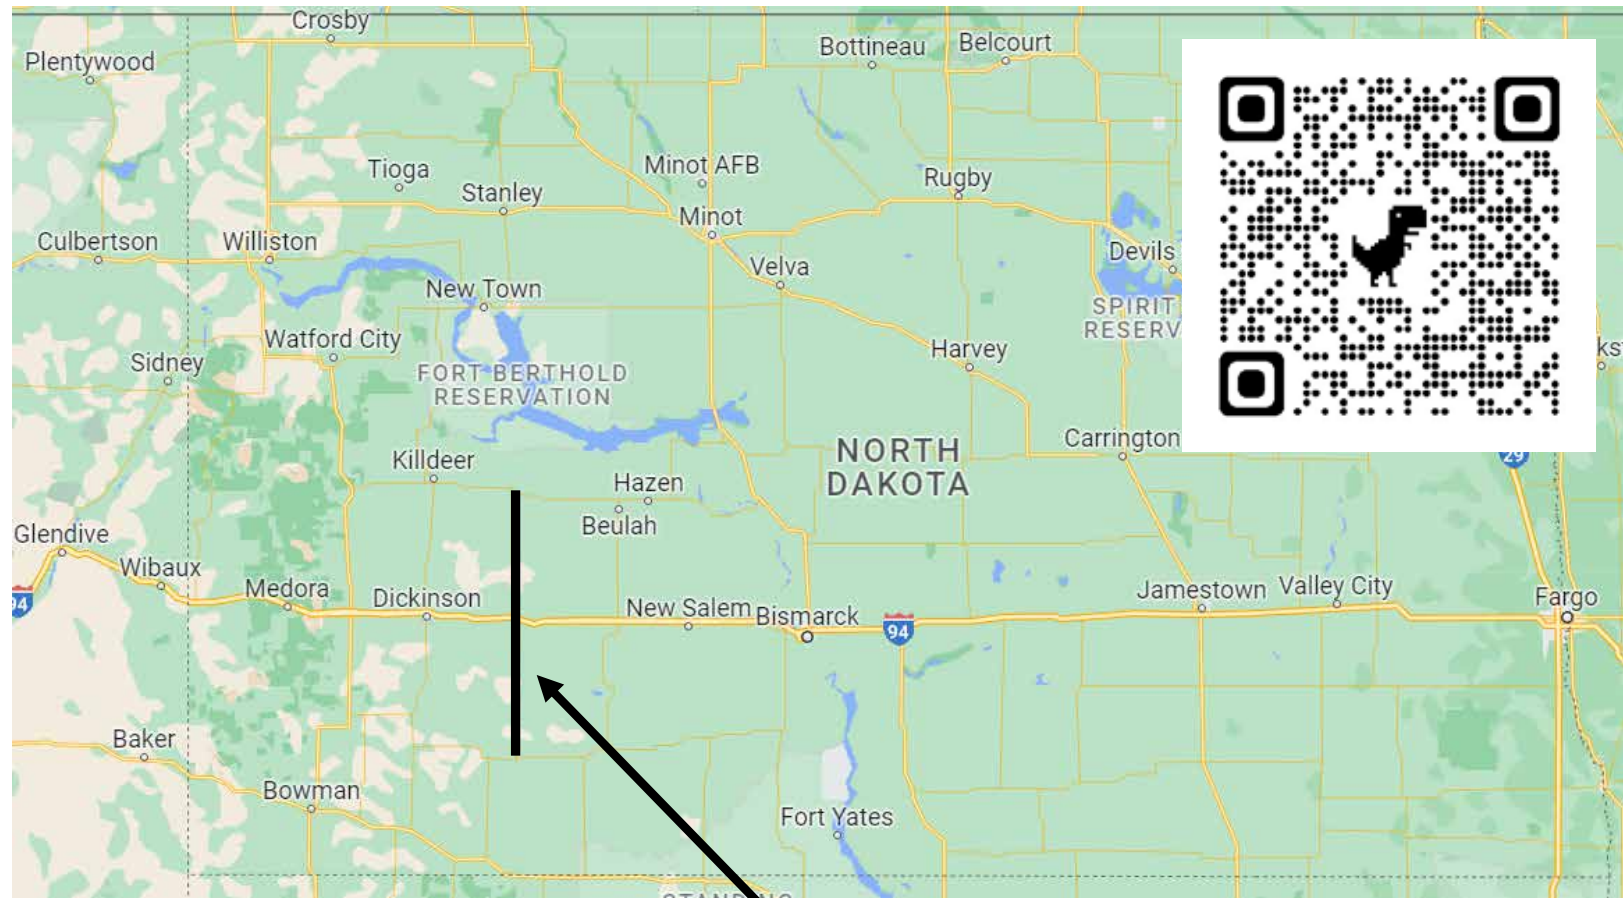 Crosby
Plentywood
Bottineau
Belcourt
Tioga
Minot AFB
Stanley
Rugby
Minot
Culbertson
Williston
Devils
Velva
New Town
SPIRIT
RESERV
Watford City
Sidney
Harvey
FORT BERTHOLD
RESERVATION
Carrington
NORTH
DAKOTA
29
Killdeer
Hazen
Beulah
Glendive
Wibaux
Medora
Dickinson
New Salem
Bismarck
Jamestown
Valley City
Fargo
94
94
Baker
Bowman
Fort Yates